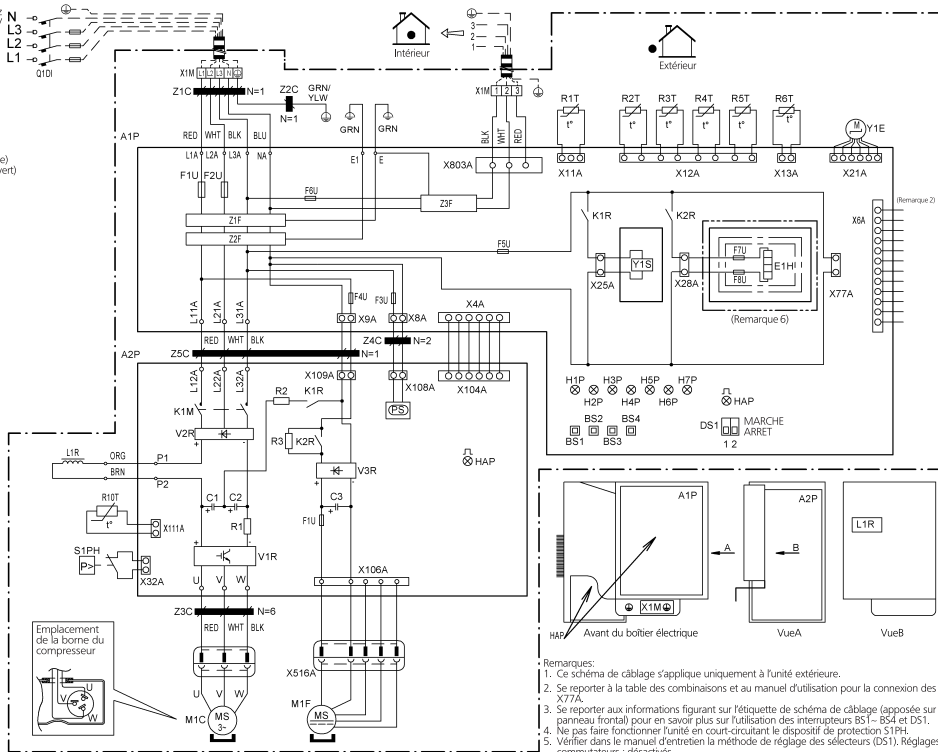 N
L3
L2
L1
Q1DI
X1M
L1 L2 L3 N
Z1C
N=1
Z2C
N=1
GRN/
YLW
GRN
GRN
3
2
1
Intérieur
Extérieur
X1M
1 2 3
RED
WHT
BLK
BLU
BLK
WHT
RED
R1T
R2T
R3T
R4T
R5T
R6T
t°
t°
t°
t°
t°
t°
M
Y1E
A1P
L1A
L2A
L3A
NA
E1
E
X803A
X11A
X12A
X13A
X21A
vert)
F1U
F2U
F6U
Z3F
Z1F
Z2F
F5U
K1R
K2R
X6A
(Remarque 2)
F7U
F8U
E1H
Y1S
X25A
X28A
X77A
(Remarque 6)
L11A
L21A
L31A
F4U
F3U
X9A
X8A
X4A
RED
WHT
BLK
Z5C
N=1
Z4C
N=2
A2P
L12A
L22A
L32A
X109A
X108A
X104A
PS
K1M
V2R
R2
K1R
R3
K2R
V3R
HAP
H1P
H3P
H5P
H7P
H2P
H4P
H6P
HAP
BS2
BS4
BS1
BS3
DS1
MARCHE
ARRET
1 2
L1R
ORG
BRN
P1
P2
C1
C2
C3
R1
F1U
R10T
t°
X111A
S1PH
P>
X32A
V1R
U
V
W
X106A
Z3C
N=6
RED
WHT
BLK
X516A
U
V
W
M1C
MS
3~
M1F
MS
Emplacement
de la borne du
compresseur
U
V
W
A1P
A2P
L1R
A
B
X1M
HAP
Avant du boîtier électrique
VueA
VueB
Remarques:
1. Ce schéma de câblage s'applique uniquement à l'unité extérieure.
2. Se reporter à la table des combinaisons et au manuel d'utilisation pour la connexion des
X77A.
3. Se reporter aux informations figurant sur l'étiquette de schéma de câblage (apposée sur
panneau frontal) pour en savoir plus sur l'utilisation des interrupteurs BS1~ BS4 et DS1.
4. Ne pas faire fonctionner l'unité en court-circuitant le dispositif de protection S1PH.
5. Vérifier dans le manuel d'entretien la méthode de réglage des sélecteurs (DS1). Réglages
commutateurs : désactivés